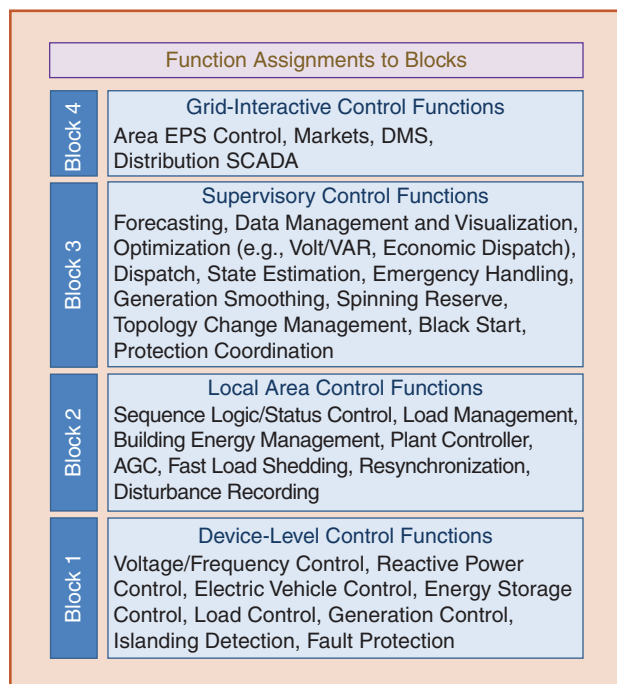 Function Assignments to Blocks
Block 4
Grid-Interactive Control Functions
Area EPS Control, Markets, DMS,
Distribution SCADA
Block 3
Supervisory Control Functions
Forecasting, Data Management and Visualization,
Optimization (e.g., Volt/VAR, Economic Dispatch),
Dispatch, State Estimation, Emergency Handling,
Generation Smoothing, Spinning Reserve,
Topology Change Management, Black Start,
Protection Coordination
Block 2
Local Area Control Functions
Sequence Logic/Status Control, Load Management,
Building Energy Management, Plant Controller,
AGC, Fast Load Shedding, Resynchronization,
Disturbance Recording
Block 1
Device-Level Control Functions
Voltage/Frequency Control, Reactive Power
Control, Electric Vehicle Control, Energy Storage
Control, Load Control, Generation Control,
Islanding Detection, Fault Protection